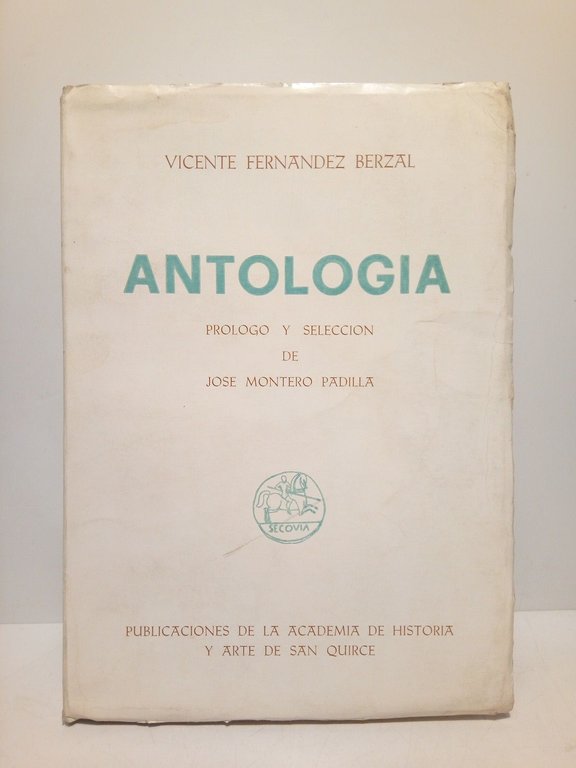 VICENTE FERNANDEZ BERZAL
ANTOLOGIA
PROLOGO Y SELECCION
DE
JOSE MONTERO PADILLA
SECOVIA
PUBLICACIONES DE LA ACADEMIA DE HISTORIA
Y ARTE DE SAN QUIRCE